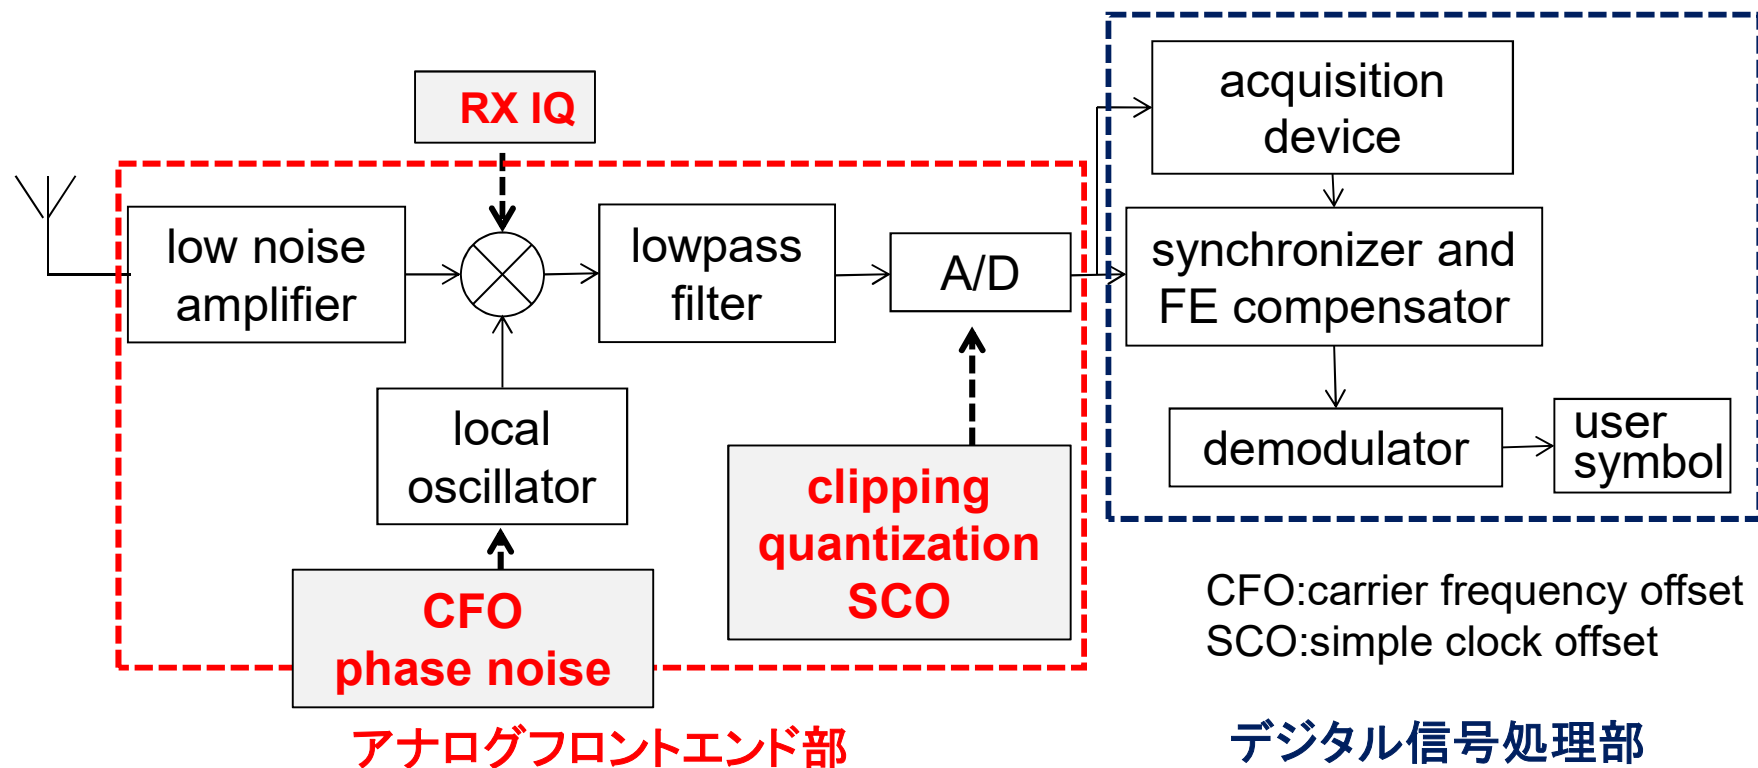 RX IQ
low noise
amplifier
lowpass
filter
A/D
local
oscillator
CFO
phase noise
clipping
quantization
SCO
アナログフロントエンド部
acquisition
device
synchronizer and
FE compensator
demodulator
user
symbol
CFO:carrier frequency offset
SCO:simple clock offset
デジタル信号処理部